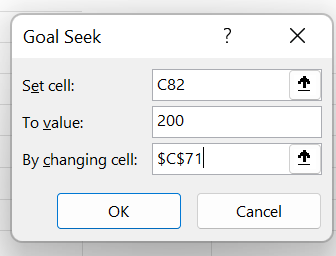 Goal Seek ?
Set cell: C82
To value: 200
By changing cell: $C$71
OK Cancel